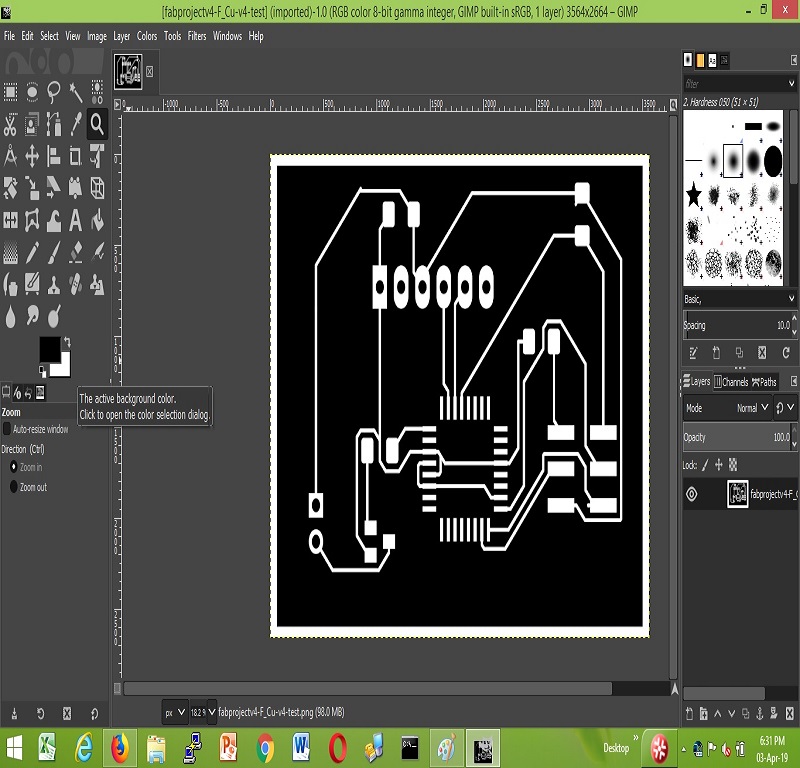 [fabprojectv4-F_Cu-v4-test] (imported)-1.0 (RGB color 8-bit gamma integer, GIMP built-in sRGB, 1 layer) 3564x2664 – GIMP
File Edit Select View Image Layer Colors Tools Filters Windows Help
0 1000 500 0 500 1000 1500 2000 2500 3000 3500
filter
2. Hardness 050 (51 × 51)
Basic,
Spacing 10.0
The active background color.
Click to open the color selection dialog.
Layers Channels Paths
Zoom
Mode Normal
Auto-resize window
Opacity 100.0
Direction (Ctrl)
Lock:
Zoom in
Zoom out
fabprojectv4-F_C
px 18.2 % fabprojectv4-F_Cu-v4-test.png (98.0 MB)
Desktop »
6:31 PM
03-Apr-19